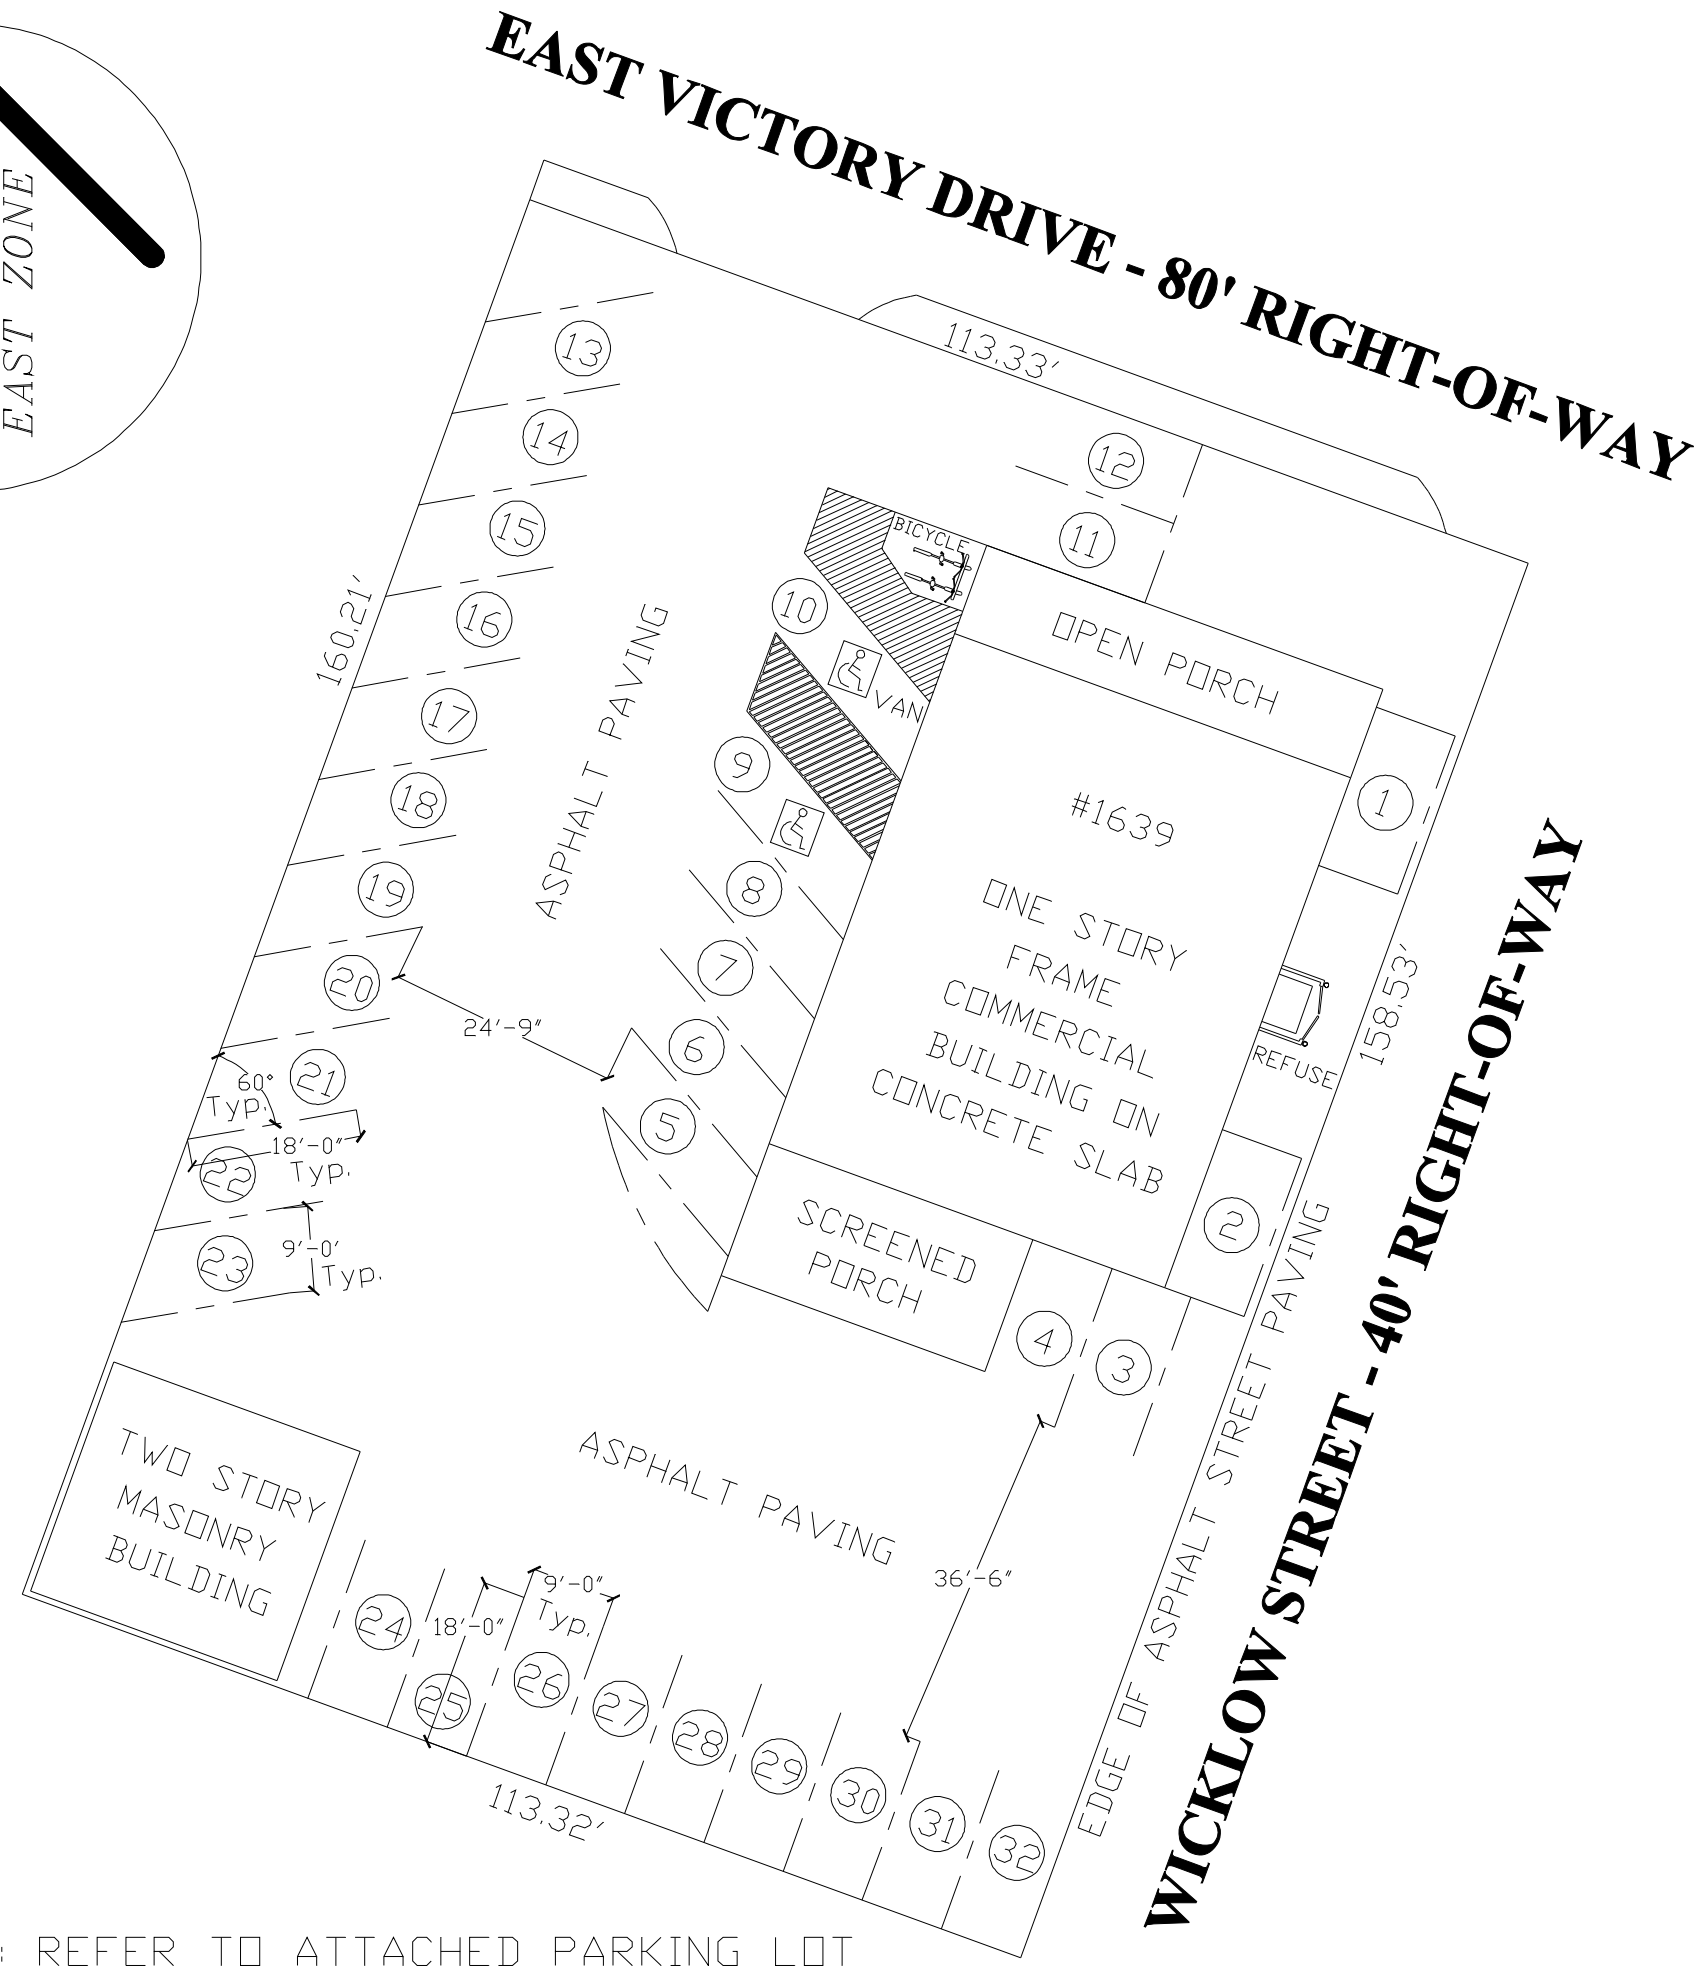 EAST VICTORY DRIVE - 80' RIGHT-OF-WAY
EAST ZONE
113.33'
13
12
14
11
15
BICYCLE
160.21'
16
10
OPEN PORCH
17
VAN
ASPHALT PAVING
18
9
1
#1639
19
8
ONE STORY
FRAME
COMMERCIAL
BUILDING ON
CONCRETE SLAB
20
7
24'-9"
6
REFUSE
158.53'
21
60°
Typ.
5
18'-0"
Typ.
22
2
SCREENED
PORCH
23
9'-0'
Typ.
4
3
WICKLOW STREET - 40' RIGHT-OF-WAY
EDGE OF ASPHALT STREET PAVING
TWO STORY
MASONRY
BUILDING
ASPHALT PAVING
36'-6"
9'-0"
Typ.
18'-0"
24
25
26
27
28
29
30
31
32
113.32'
: REFER TO ATTACHED PARKING LOT